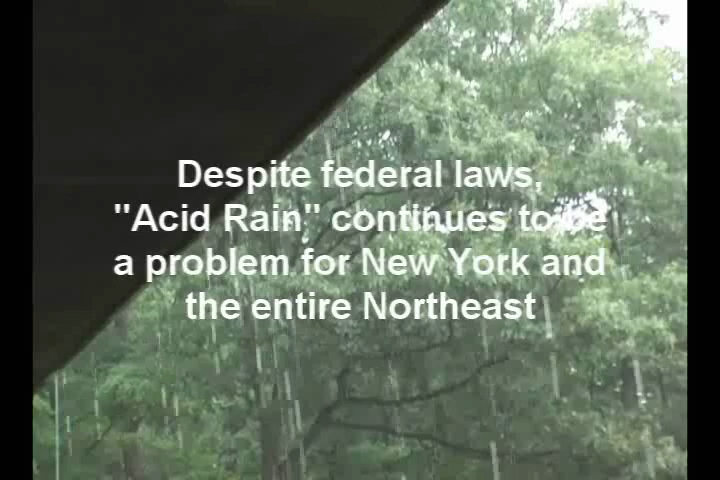 Despite federal laws,
"Acid Rain" continues to be
a problem for New York and
the entire Northeast